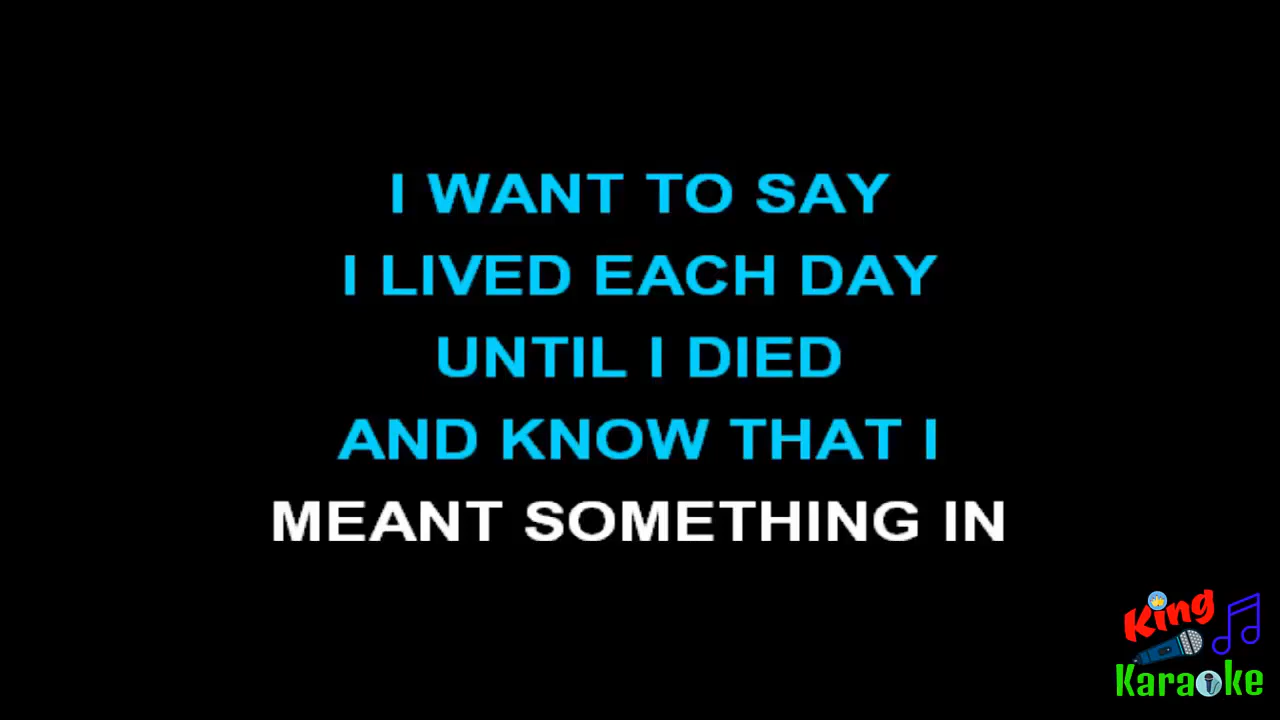 I WANT TO SAY
I LIVED EACH DAY
UNTIL I DIED
AND KNOW THAT I
MEANT SOMETHING IN
King
Karaoke